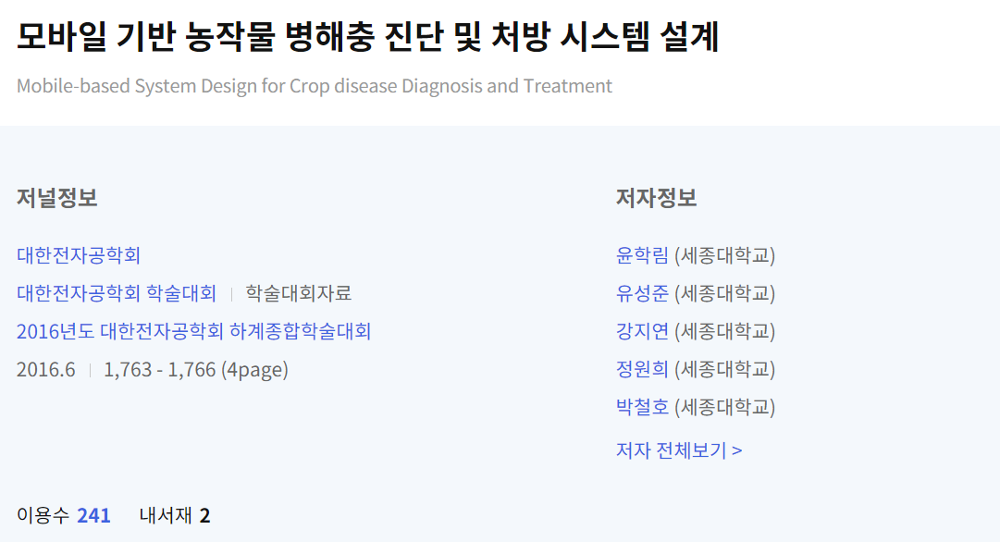 모바일 기반 농작물 병해충 진단 및 처방 시스템 설계
Mobile-based System Design for Crop disease Diagnosis and Treatment
저널정보
대한전자공학회
대한전자공학회 학술대회 | 학술대회자료
2016년도 대한전자공학회 하계종합학술대회
2016.6 | 1,763 - 1,766 (4page)
저자정보
윤학림 (세종대학교)
유성준 (세종대학교)
강지연 (세종대학교)
정원희 (세종대학교)
박철호 (세종대학교)
저자 전체보기 >
이용수 241 내서재 2